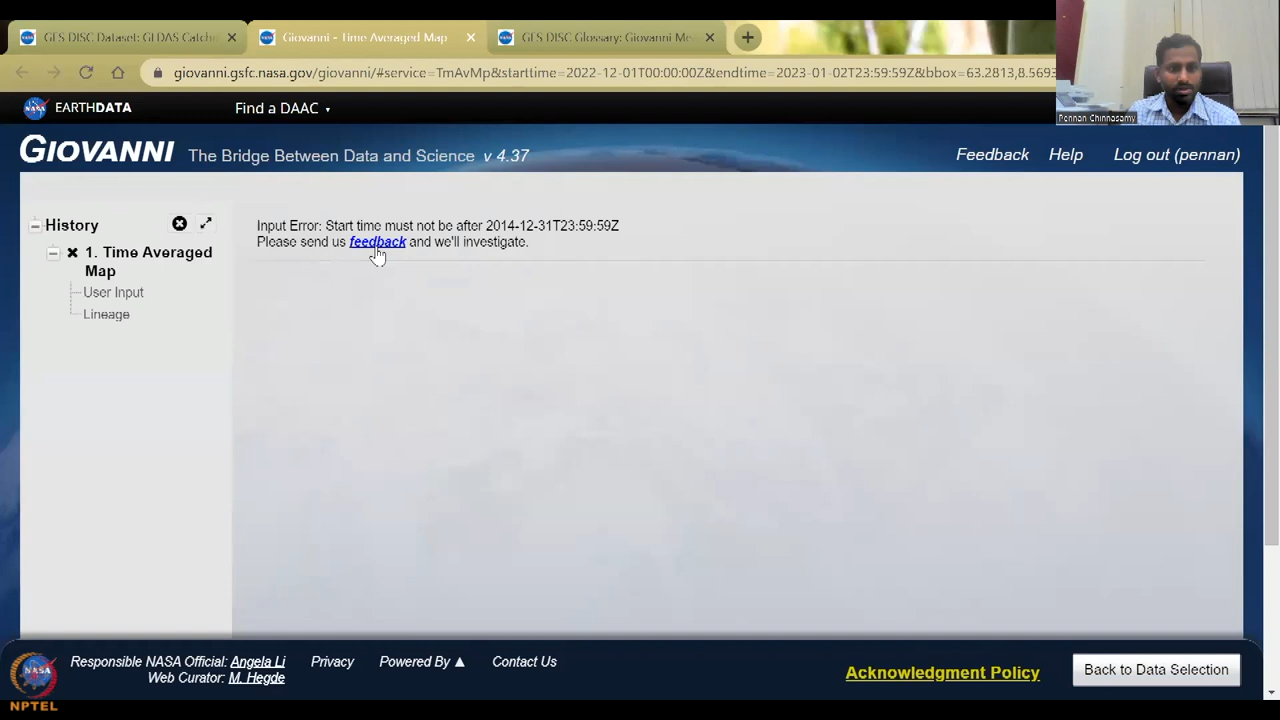 GES DISC Dataset: GLDAS Catchm
Giovanni - Time Averaged Map
GES DISC Glossary: Giovanni Me
giovanni.gsfc.nasa.gov/giovanni/#service=TmAvMp&starttime=2022-12-01T00:00:00Z&endtime=2023-01-02T23:59:59Z&bbox=63.2813,8.5693
Pennan Chinnasamy
EARTHDATA
Find a DAAC
GIOVANNI The Bridge Between Data and Science v 4.37
Feedback Help Log out (pennan)
History
1. Time Averaged
Map
User Input
Lineage
Input Error: Start time must not be after 2014-12-31T23:59:59Z
Please send us feedback and we'll investigate.
Responsible NASA Official: Angela Li
Web Curator: M. Hegde
Privacy
Powered By ▲
Contact Us
Acknowledgment Policy
Back to Data Selection
NASA
NPTEL